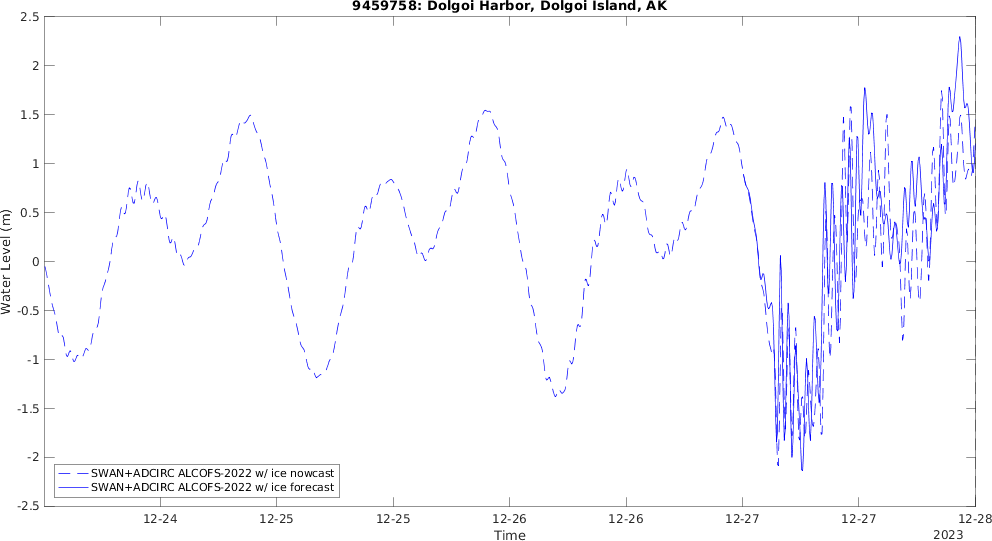 9459758: Dolgoi Harbor, Dolgoi Island, AK
2.5
2
1.5
1
0.5
0
-0.5
-1
-1.5
-2
-2.5
Water Level (m)
SWAN+ADCIRC ALCOFS-2022 w/ ice nowcast
SWAN+ADCIRC ALCOFS-2022 w/ ice forecast
12-24 12-25 12-25 12-26 12-26 12-27 12-27 12-28
Time
2023